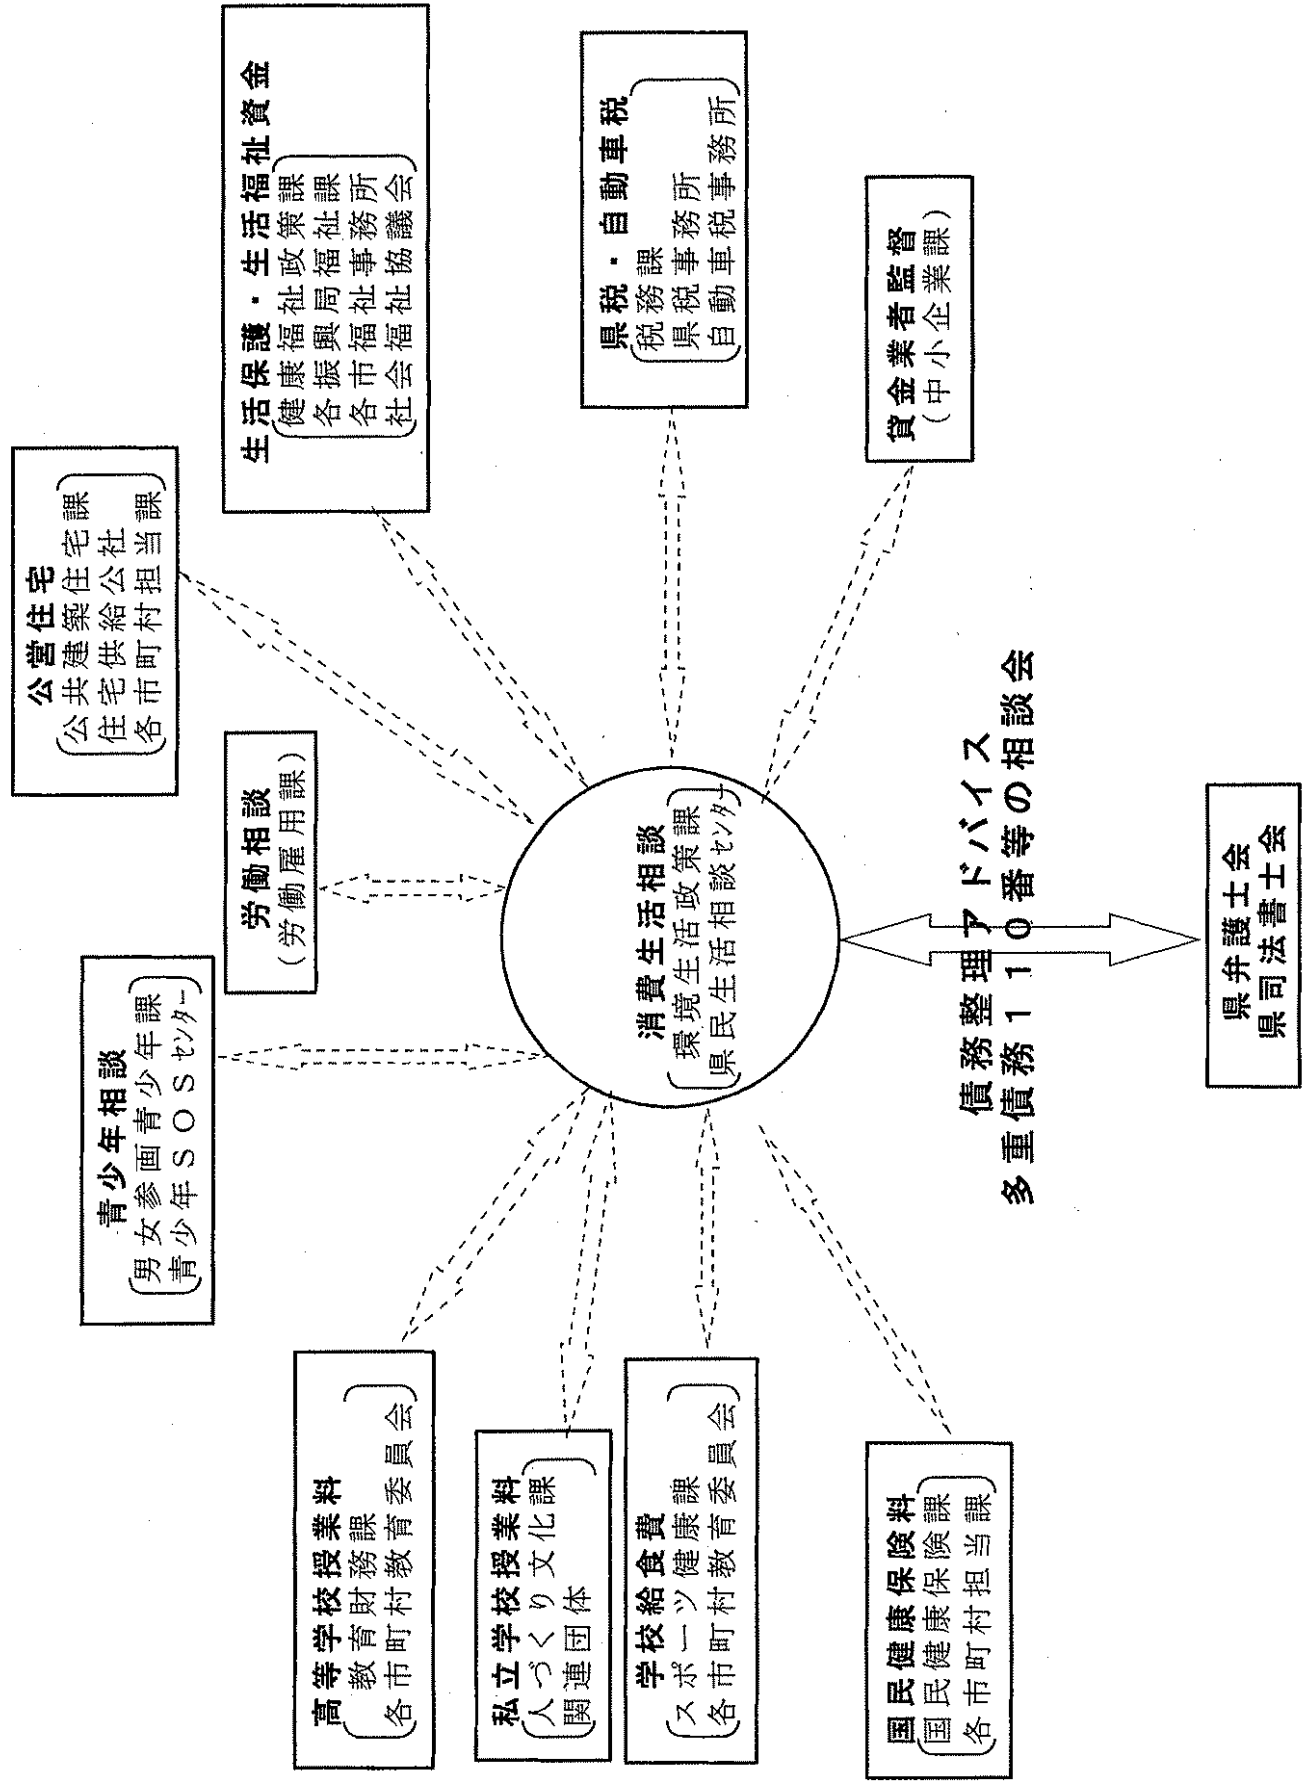 公営住宅
公共建築住宅課
住宅供給公社
各市町村担当課
労働相談
（労働雇用課）
青少年相談
男女参画青少年課
青少年ＳＯＳセンター
生活保護・生活福祉資金
健康福祉政策課
各振興局福祉課
各市福祉事務所
社会福祉協議会
高等学校授業料
教育財務課
各市町村教育委員会
私立学校授業料
人づくり文化課
関連団体
学校給食費
スポーツ健康課
各市町村教育委員会
国民健康保険料
国民健康保険課
各市町村担当課
消費生活相談
環境生活政策課
県民生活相談センター
県税・自動車税
税務課
県税事務所
自動車税事務所
貸金業者監督
（中小企業課）
債務整理アドバイス
多重債務１１０番等の相談会
県弁護士会
県司法書士会